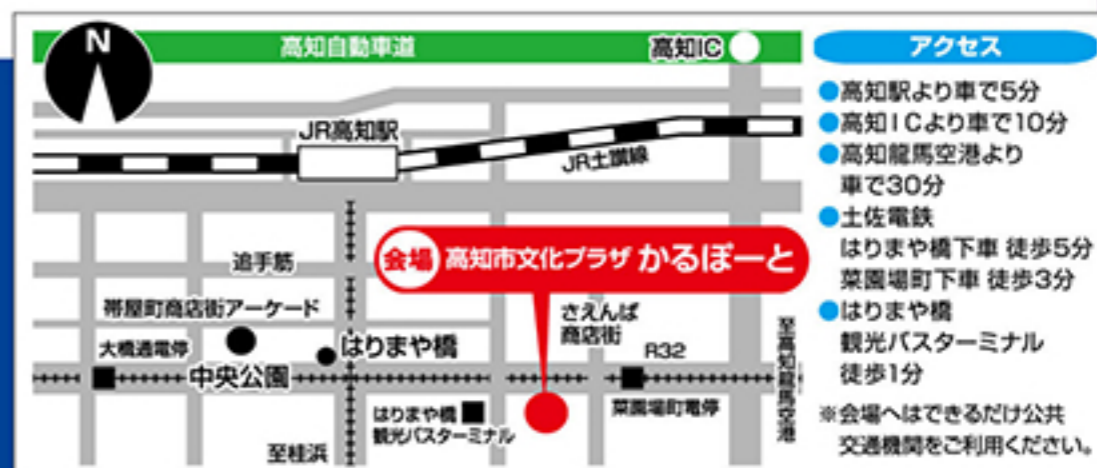 N
高知自動車道
高知IC
JR高知駅
JR土讃線
会場 高知市文化プラザ かるぽーと
追手筋
帯屋町商店街アーケード
さえんば
商店街
大橋通電停
はりまや橋
R32
中央公園
はりまや橋
観光バスターミナル
菜園場町電停
至桂浜
至高知龍馬空港
アクセス
●高知駅より車で5分
●高知ICより車で10分
●高知龍馬空港より
車で30分
●土佐電鉄
はりまや橋下車 徒歩5分
菜園場町下車 徒歩3分
●はりまや橋
観光バスターミナル
徒歩1分
※会場へはできるだけ公共
交通機関をご利用ください。